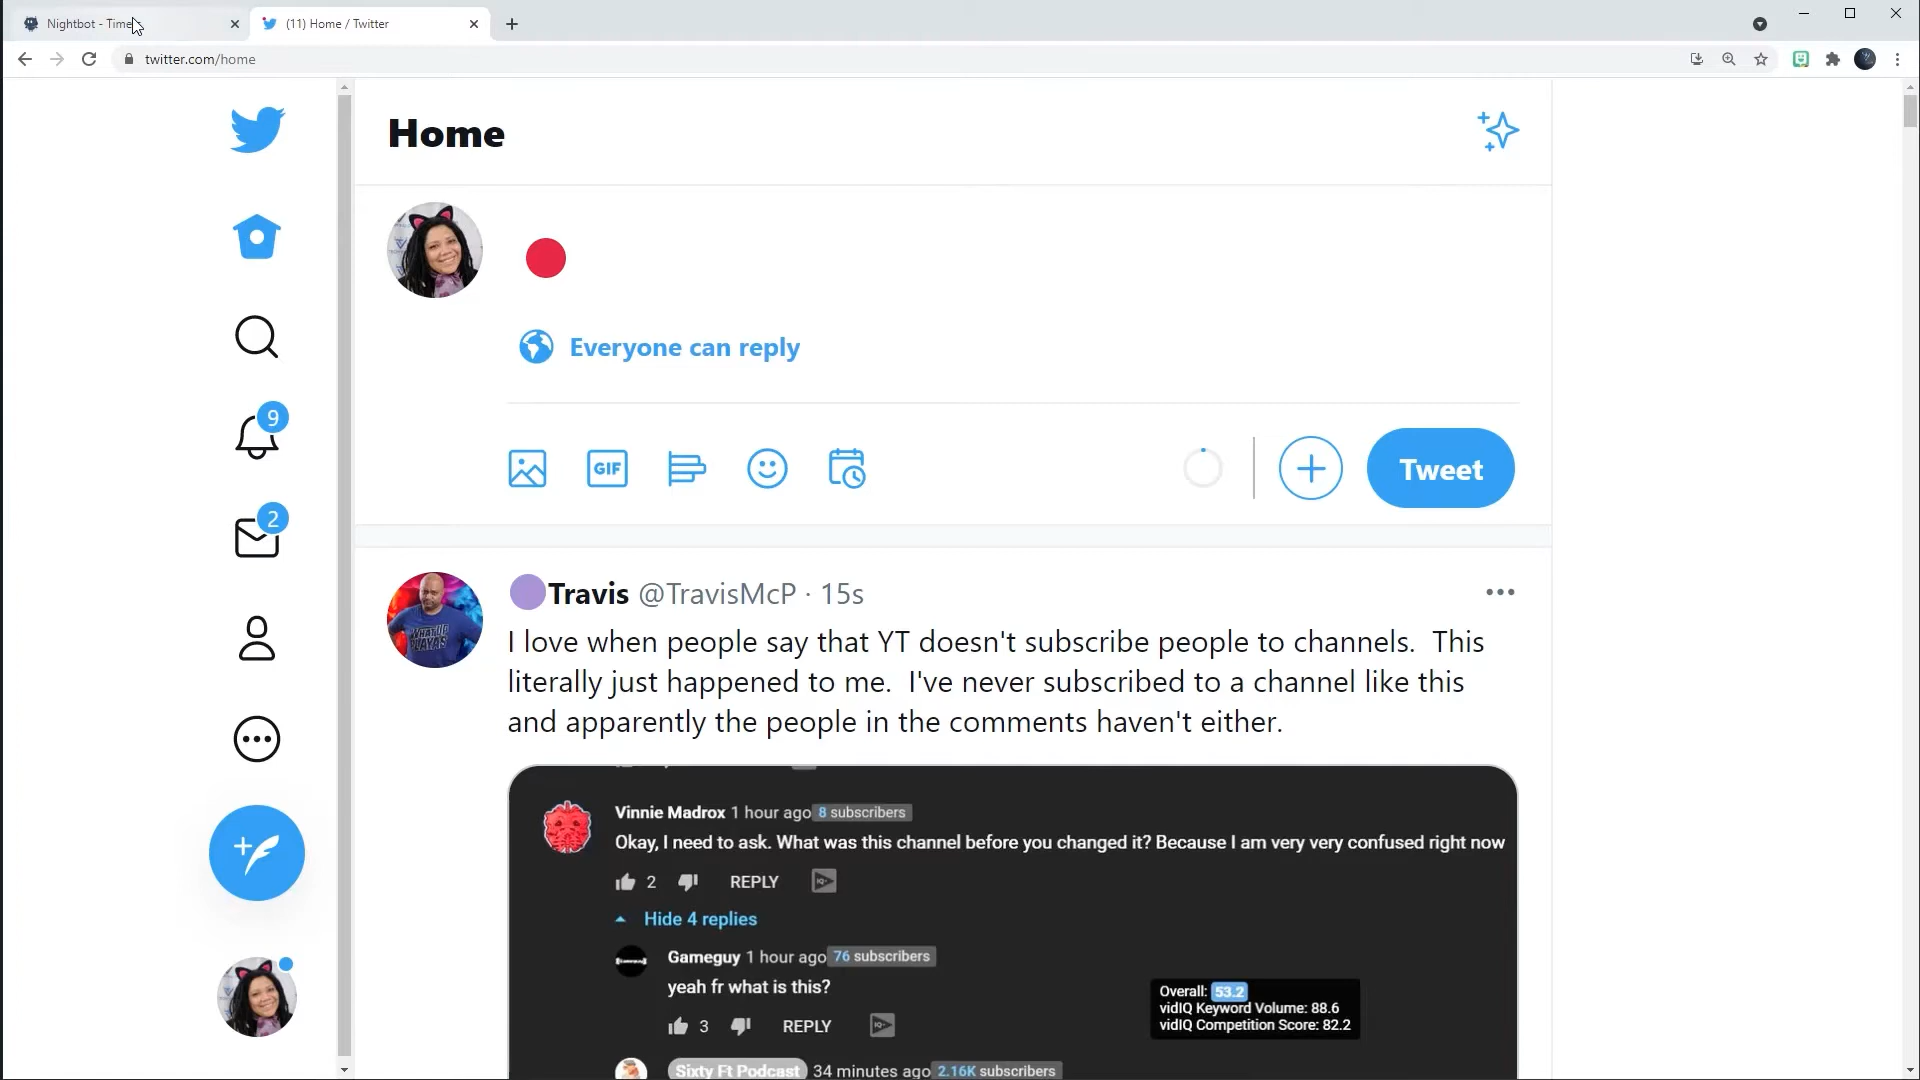 Nightbot - Time
(11) Home / Twitter
twitter.com/home
Home
Everyone can reply
GIF
Tweet
9
2
Travis @TravisMcP · 15s
I love when people say that YT doesn't subscribe people to channels.  This
literally just happened to me.  I've never subscribed to a channel like this
and apparently the people in the comments haven't either.
WHAT UP
PLAYAS
Vinnie Madrox 1 hour ago 8 subscribers
Okay, I need to ask. What was this channel before you changed it? Because I am very very confused right now
2 REPLY
Hide 4 replies
Gameguy 1 hour ago 76 subscribers
yeah fr what is this?
3 REPLY
Overall: 53.2
vidIQ Keyword Volume: 88.6
vidIQ Competition Score: 82.2
Sixty Ft Podcast 34 minutes ago 2.16K subscribers